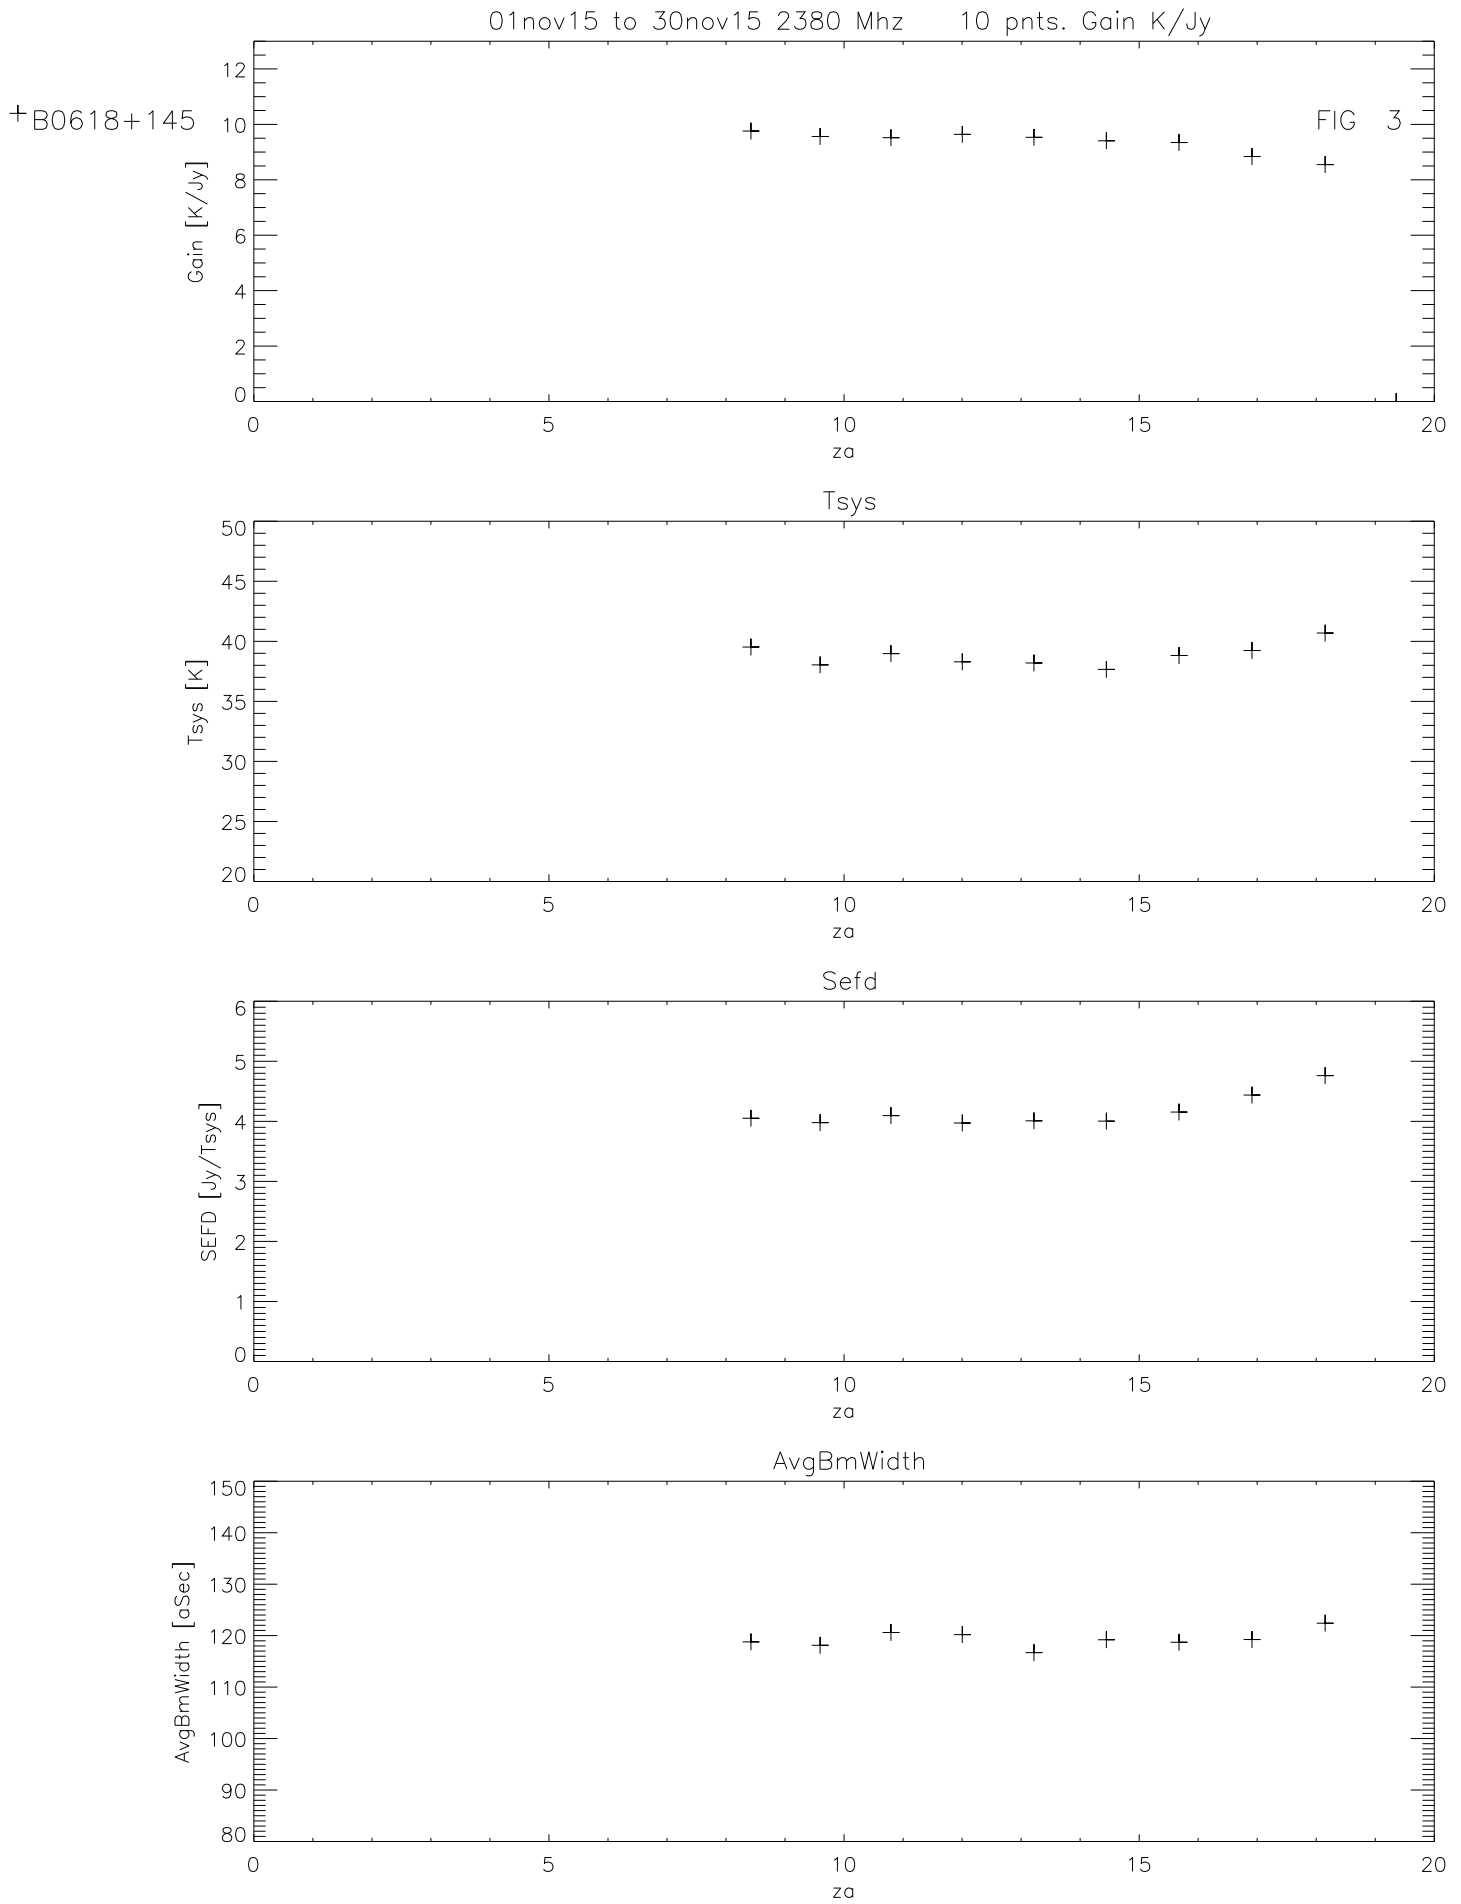 01nov15 to 30nov15 2380 Mhz 10 pnts. Gain K/Jy
+B0618+145
FIG 3
Gain [K/Jy]
12
10
8
6
4
2
0
0 5 10 15 20
za
Tsys
Tsys [K]
50
45
40
35
30
25
20
0 5 10 15 20
za
Sefd
SEFD [Jy/Tsys]
6
5
4
3
2
1
0
0 5 10 15 20
za
AvgBmWidth
AvgBmWidth [aSec]
150
140
130
120
110
100
90
80
0 5 10 15 20
za